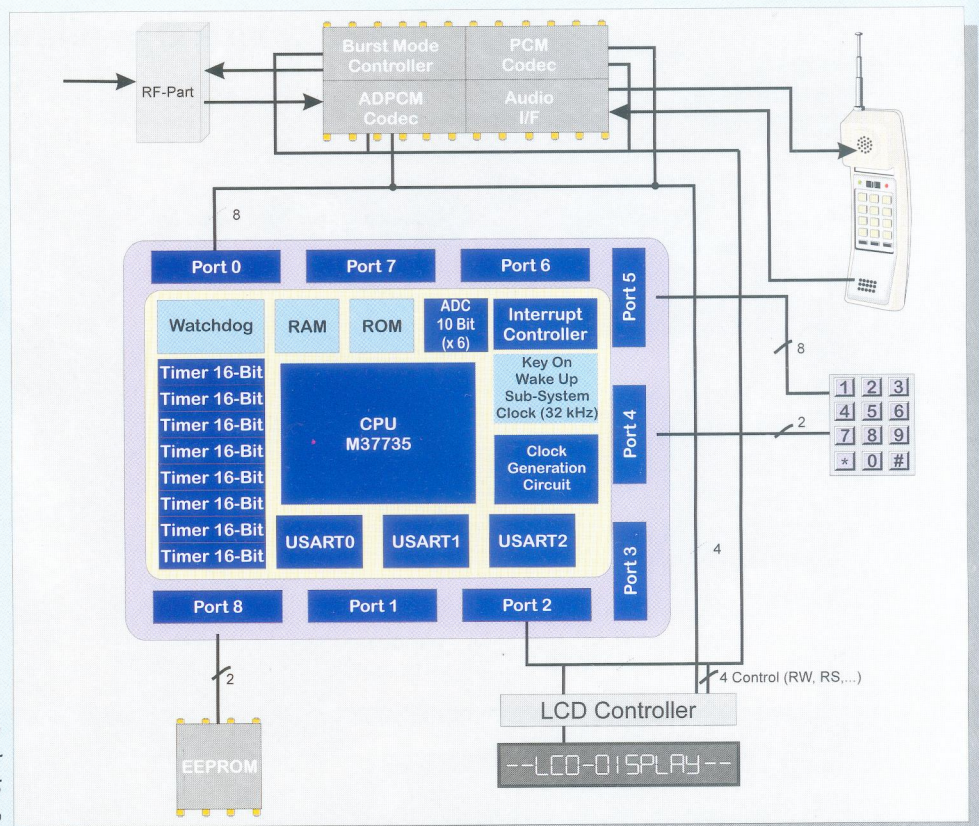 Burst Mode
Controller
PCM
Codec
RF-Part
ADPCM
Codec
Audio
I/F
8
Port 0
Port 7
Port 6
Port 5
Watchdog
RAM
ROM
ADC
10 Bit
(x 6)
Interrupt
Controller
8
Timer 16-Bit
Timer 16-Bit
Timer 16-Bit
Timer 16-Bit
Timer 16-Bit
Timer 16-Bit
Timer 16-Bit
Timer 16-Bit
CPU
M37735
Key On
Wake Up
Sub-System
Clock (32 kHz)
Port 4
2
1 2 3
4 5 6
7 8 9
* 0 #
Clock
Generation
Circuit
USART0
USART1
USART2
Port 3
4
Port 8
Port 1
Port 2
2
4 Control (RW, RS,...)
LCD Controller
EEPROM
--LCD-DISPLAY--